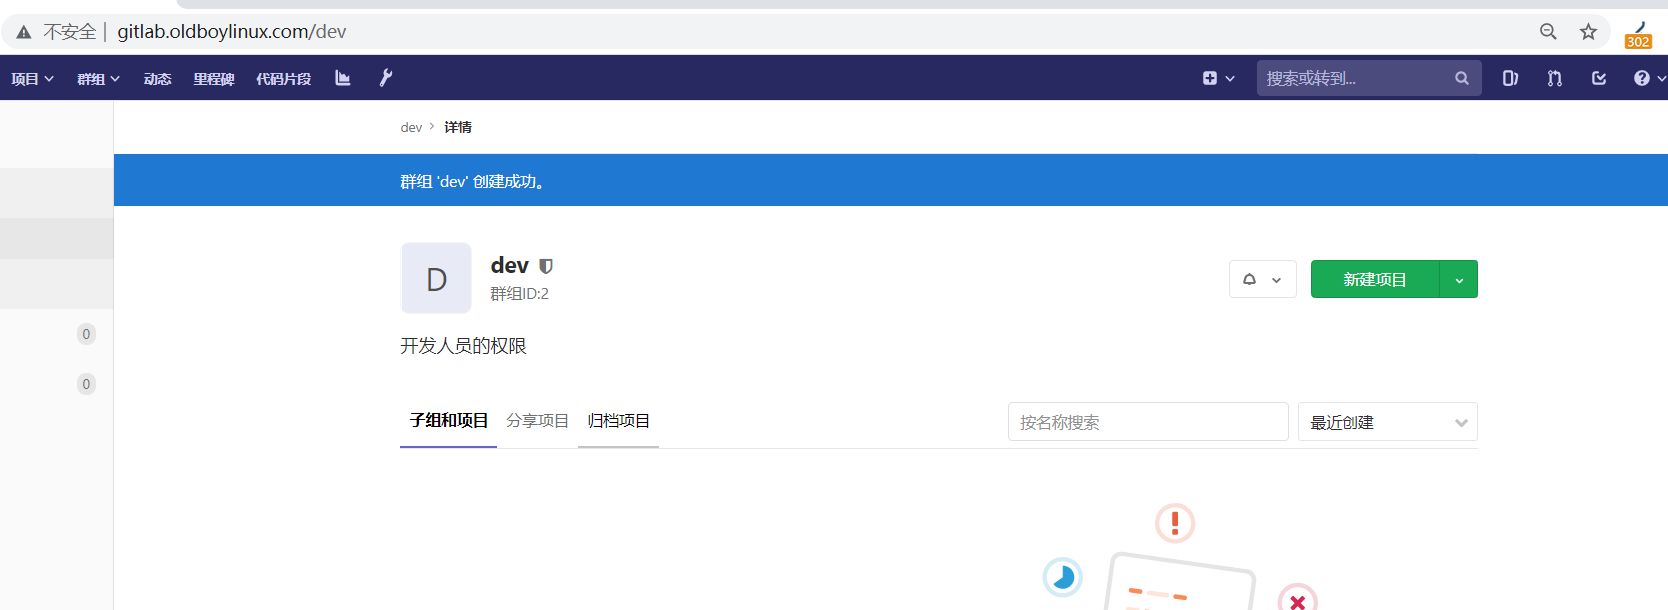 不安全 | gitlab.oldboylinux.com/dev
302
项目 群组 动态 里程碑 代码片段 搜索或转到...
dev > 详情
群组 'dev' 创建成功。
D
dev
群组ID:2
新建项目
开发人员的权限
0
0
子组和项目 分享项目 归档项目 按名称搜索 最近创建